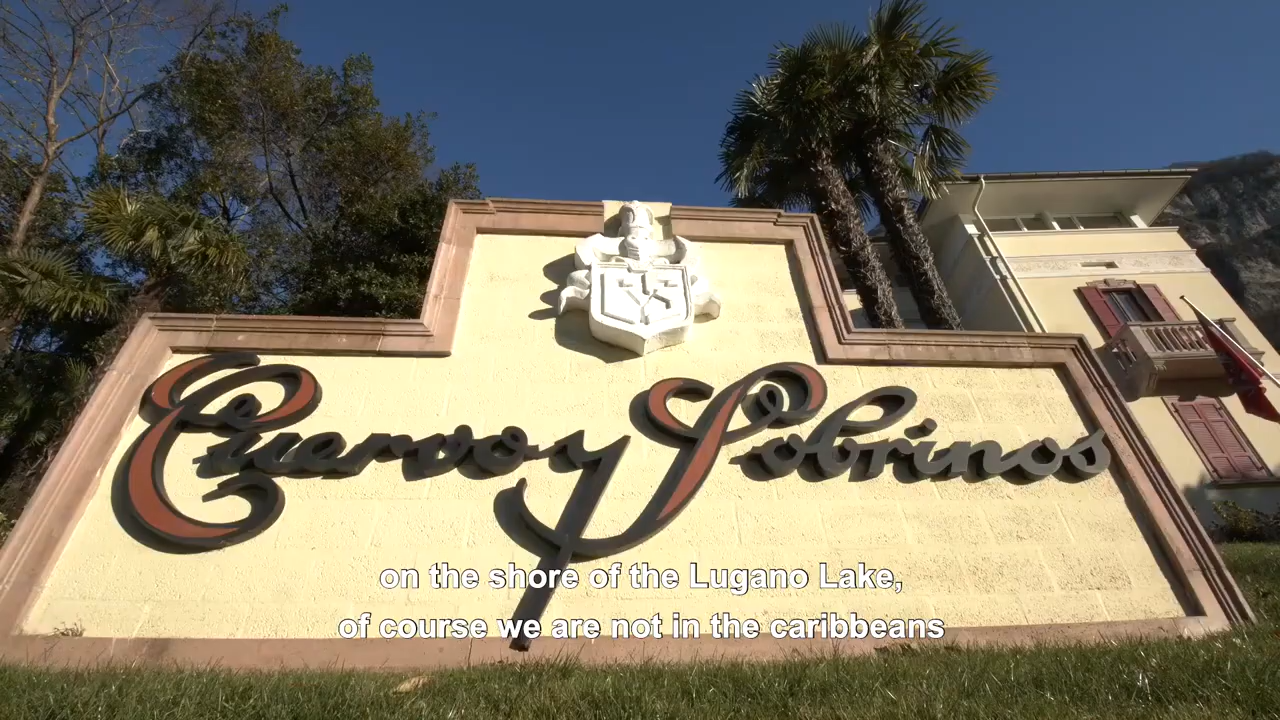 Cuervo y Sobrinos
on the shore of the Lugano Lake,
of course we are not in the caribbeans